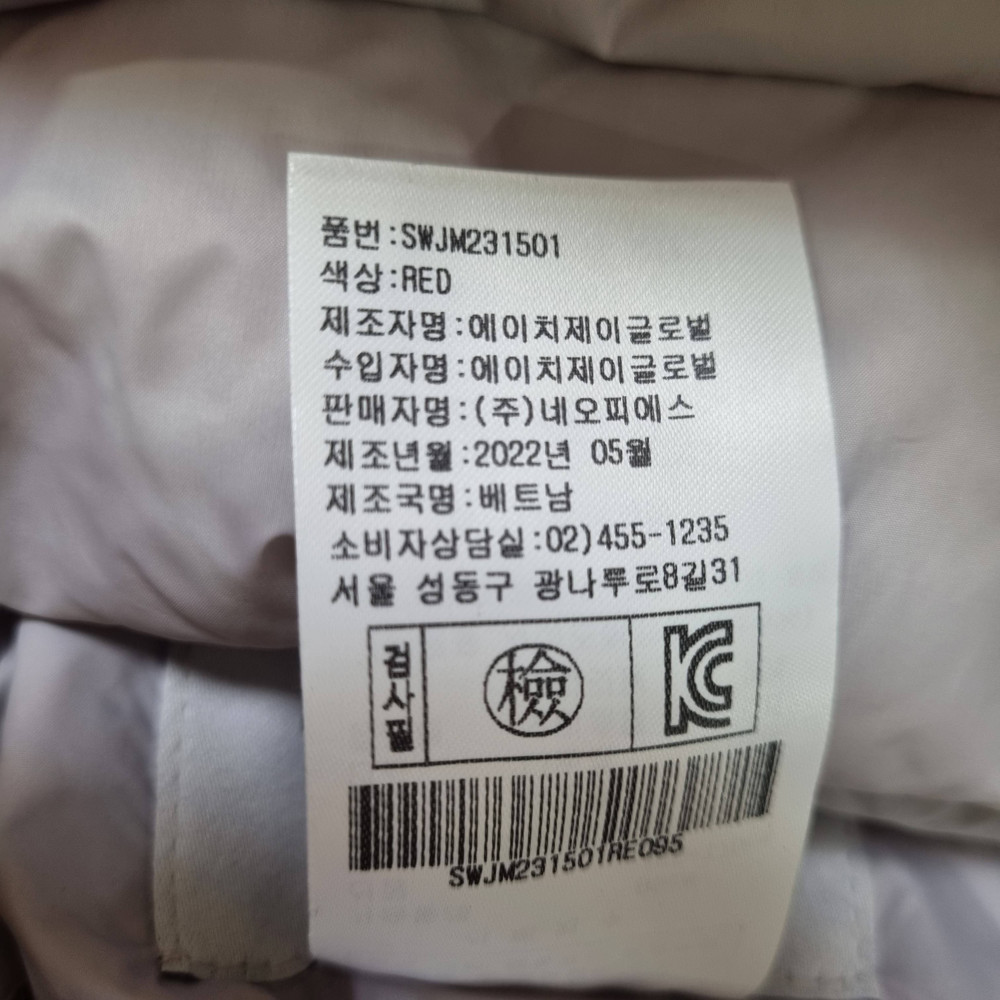 품번:SWJM231501
색상:RED
제조자명:에이치제이글로벌
수입자명:에이치제이글로벌
판매자명:(주)네오피에스
제조년월:2022년 05월
제조국명:베트남
소비자상담실:02)455-1235
서울 성동구 광나루로8길31
검사필
檢
KC
SWJM231501RE095